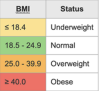 BMI Status
≤ 18.4 Underweight
18.5 - 24.9 Normal
25.0 - 39.9 Overweight
≥ 40.0 Obese